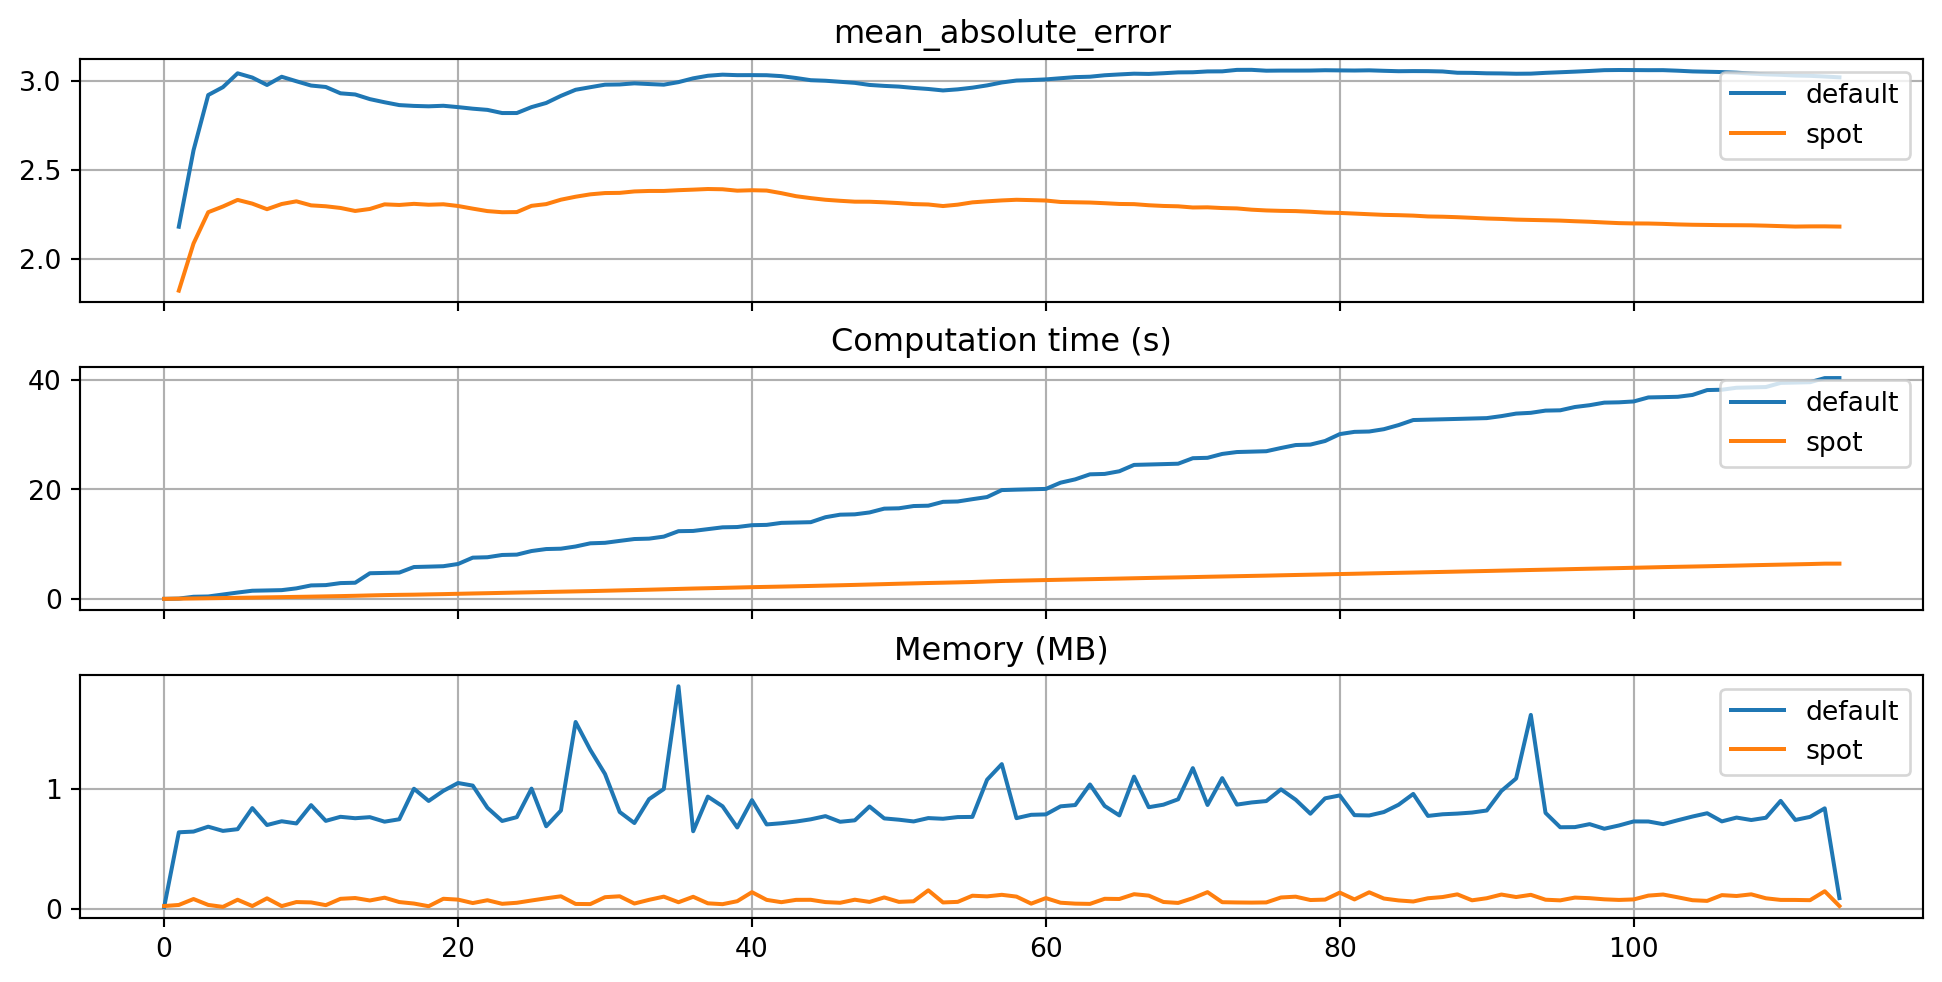 mean_absolute_error
3.0
2.5
2.0
default
spot
Computation time (s)
40
20
0
default
spot
Memory (MB)
1
0
default
spot
0 20 40 60 80 100